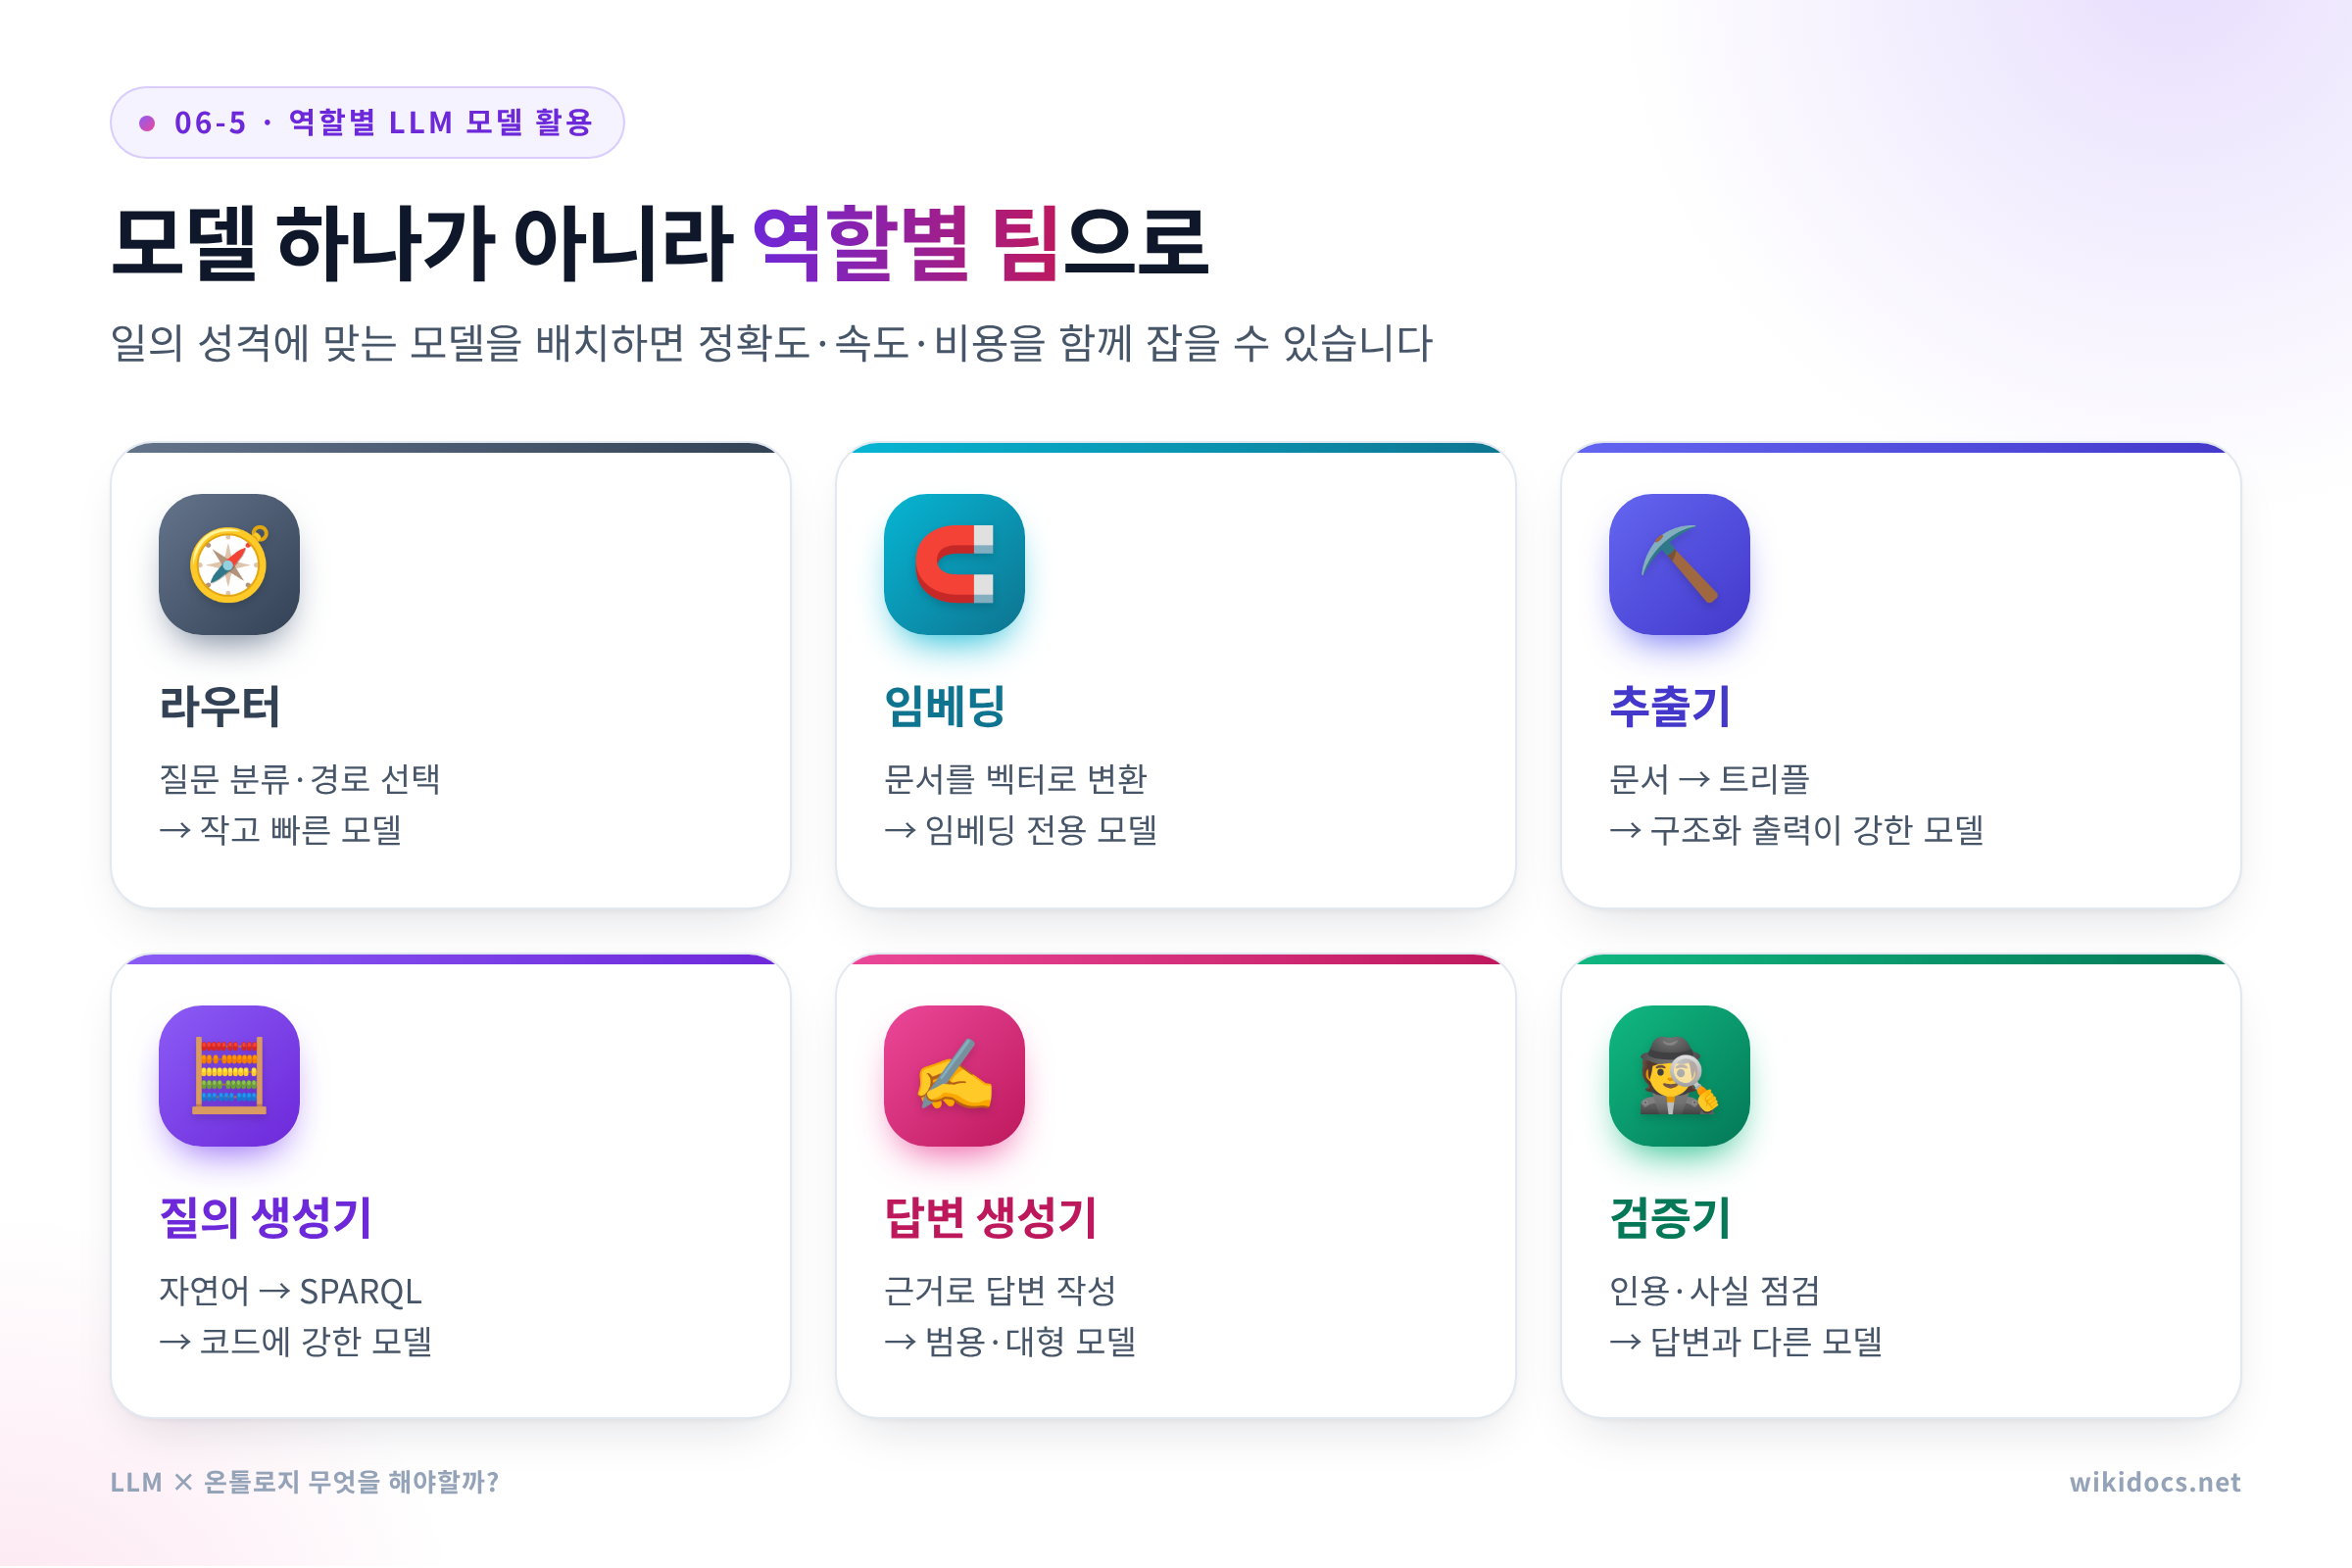 06-5 · 역할별 LLM 모델 활용
모델 하나가 아니라 역할별 팀으로
일의 성격에 맞는 모델을 배치하면 정확도·속도·비용을 함께 잡을 수 있습니다
라우터
질문 분류·경로 선택
→ 작고 빠른 모델
임베딩
문서를 벡터로 변환
→ 임베딩 전용 모델
추출기
문서 → 트리플
→ 구조화 출력이 강한 모델
질의 생성기
자연어 → SPARQL
→ 코드에 강한 모델
답변 생성기
근거로 답변 작성
→ 범용·대형 모델
검증기
인용·사실 점검
→ 답변과 다른 모델
LLM × 온톨로지 무엇을 해야할까?
wikidocs.net